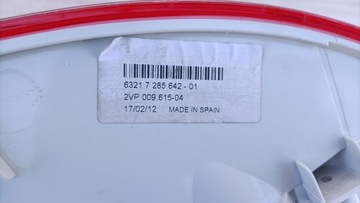 6321 7 285 642 - 01
2VP 009.615-04
17/02/12 MADE IN SPAIN